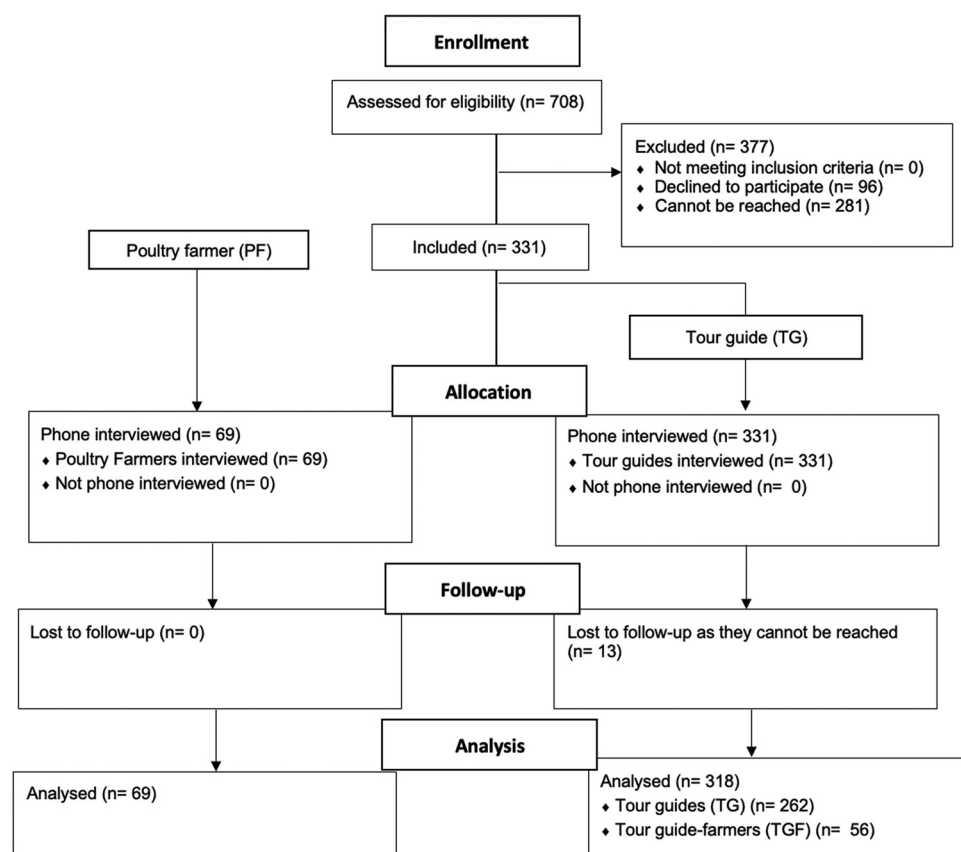 Enrollment
Assessed for eligibility (n= 708)
Excluded (n= 377)
♦ Not meeting inclusion criteria (n= 0)
♦ Declined to participate (n= 96)
♦ Cannot be reached (n= 281)
Poultry farmer (PF)
Included (n= 331)
Tour guide (TG)
Allocation
Phone interviewed (n= 69)
♦ Poultry Farmers interviewed (n= 69)
♦ Not phone interviewed (n= 0)
Phone interviewed (n= 331)
♦ Tour guides interviewed (n= 331)
♦ Not phone interviewed (n=  0)
Follow-up
Lost to follow-up (n= 0)
Lost to follow-up as they cannot be reached
(n= 13)
Analysis
Analysed (n= 69)
Analysed (n= 318)
♦ Tour guides (TG) (n= 262)
♦ Tour guide-farmers (TGF) (n=  56)